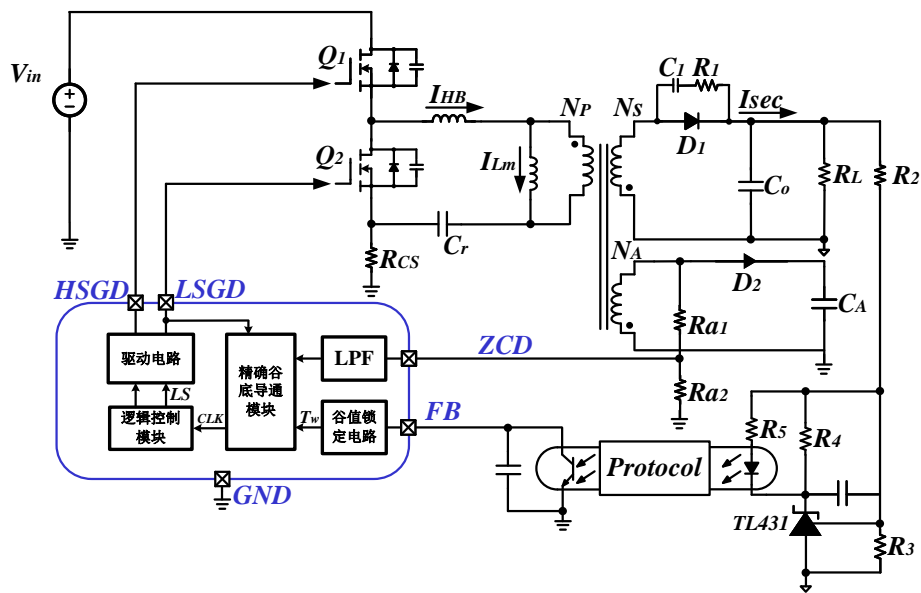 Q1
C1 R1
Vin
IHB
NP
NS
Isec
D1
Q2
ILm
Co
RL
R2
Cr
RCS
NA
D2
HSGD
LSGD
Ra1
CA
驱动电路
精确谷底导通模块
LPF
ZCD
LS
Ra2
逻辑控制模块
CLK
Tw
谷值锁定电路
FB
R5
R4
Protocol
GND
TL431
R3